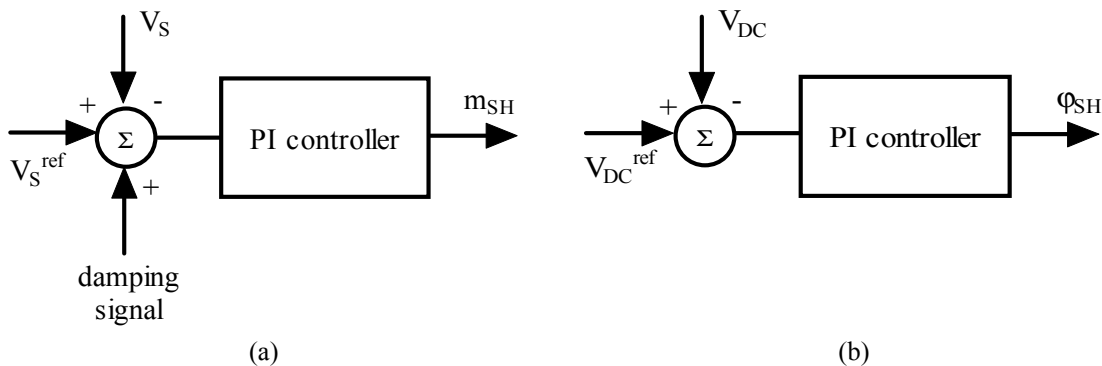 V_S
+
-
Σ
V_S^ref
+
damping
signal
PI controller
m_SH
(a)
V_DC
+
-
Σ
V_DC^ref
PI controller
φ_SH
(b)